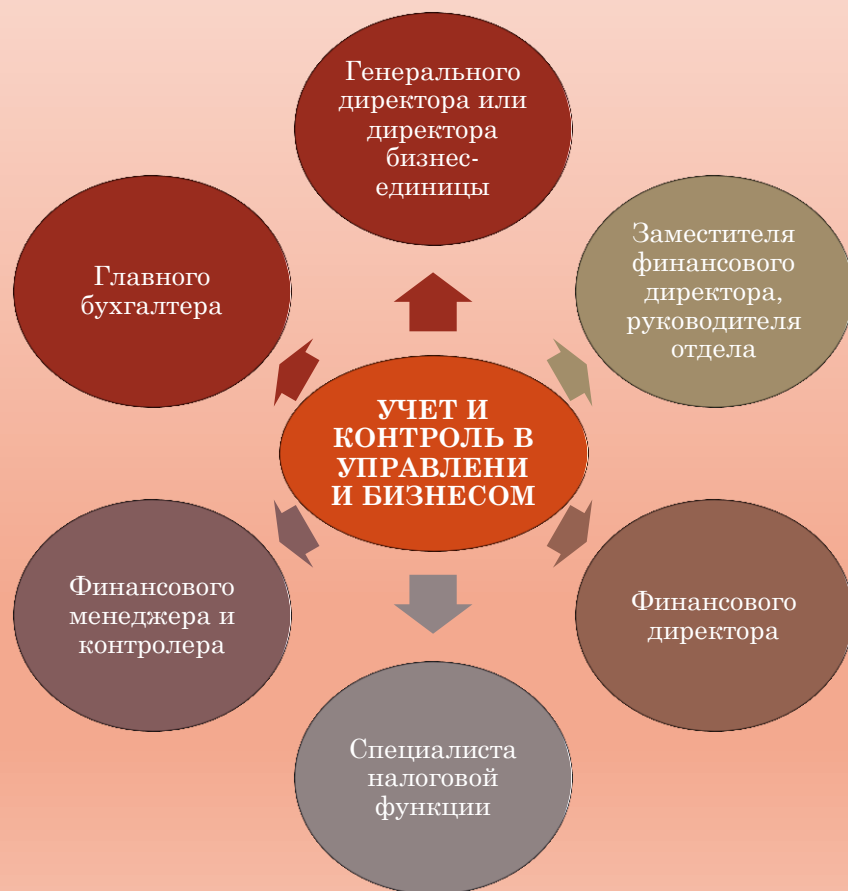 Генерального
директора или
директора
бизнес-
единицы
Заместителя
финансового
директора,
руководителя
отдела
Главного
бухгалтера
УЧЕТ И
КОНТРОЛЬ В
УПРАВЛЕНИ
И БИЗНЕСОМ
Финансового
менеджера и
контролера
Финансового
директора
Специалиста
налоговой
функции